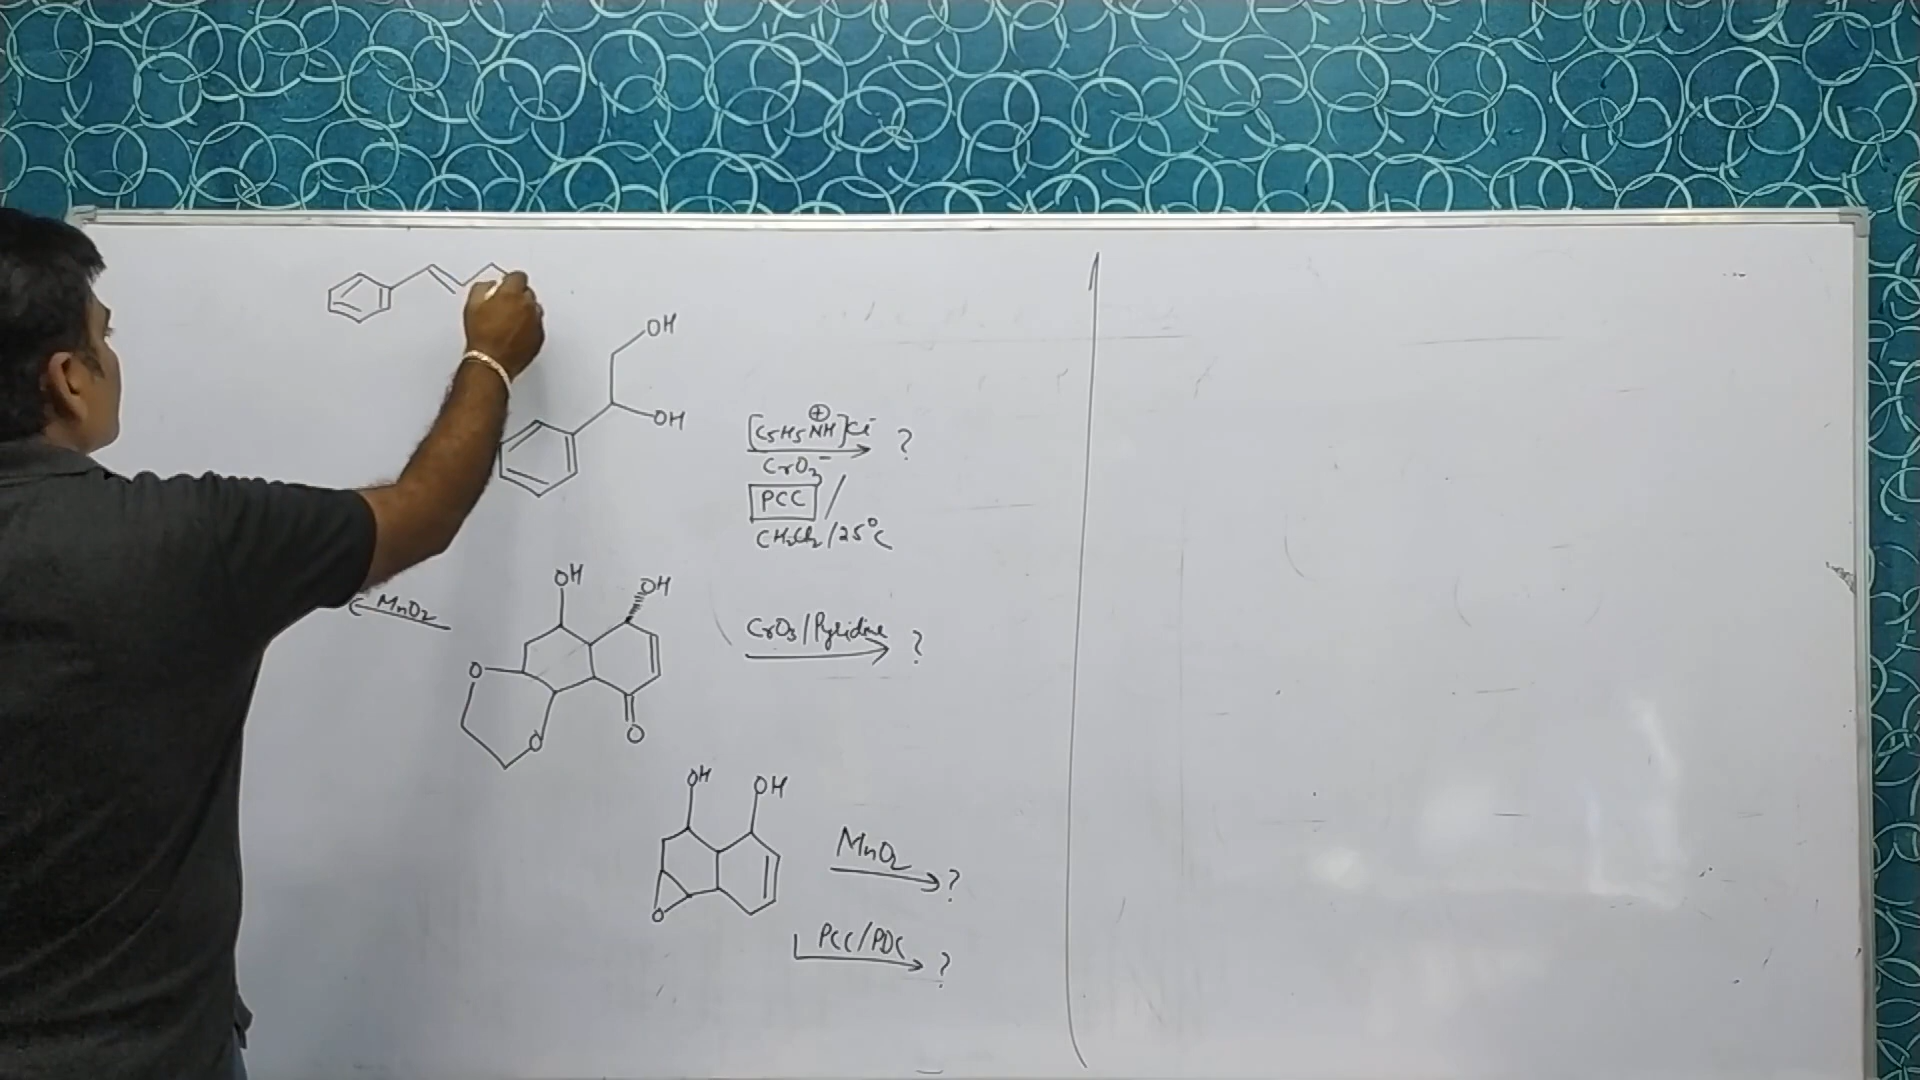 OH
OH
[C5H5NH]Cl-
⊕
?
CrO3-
PCC /
CH2Cl2/25°C
OH
OH
MnO2
CrO3/Pyridine
?
O
O
O
OH
OH
MnO2
?
O
PCC/PDC
?